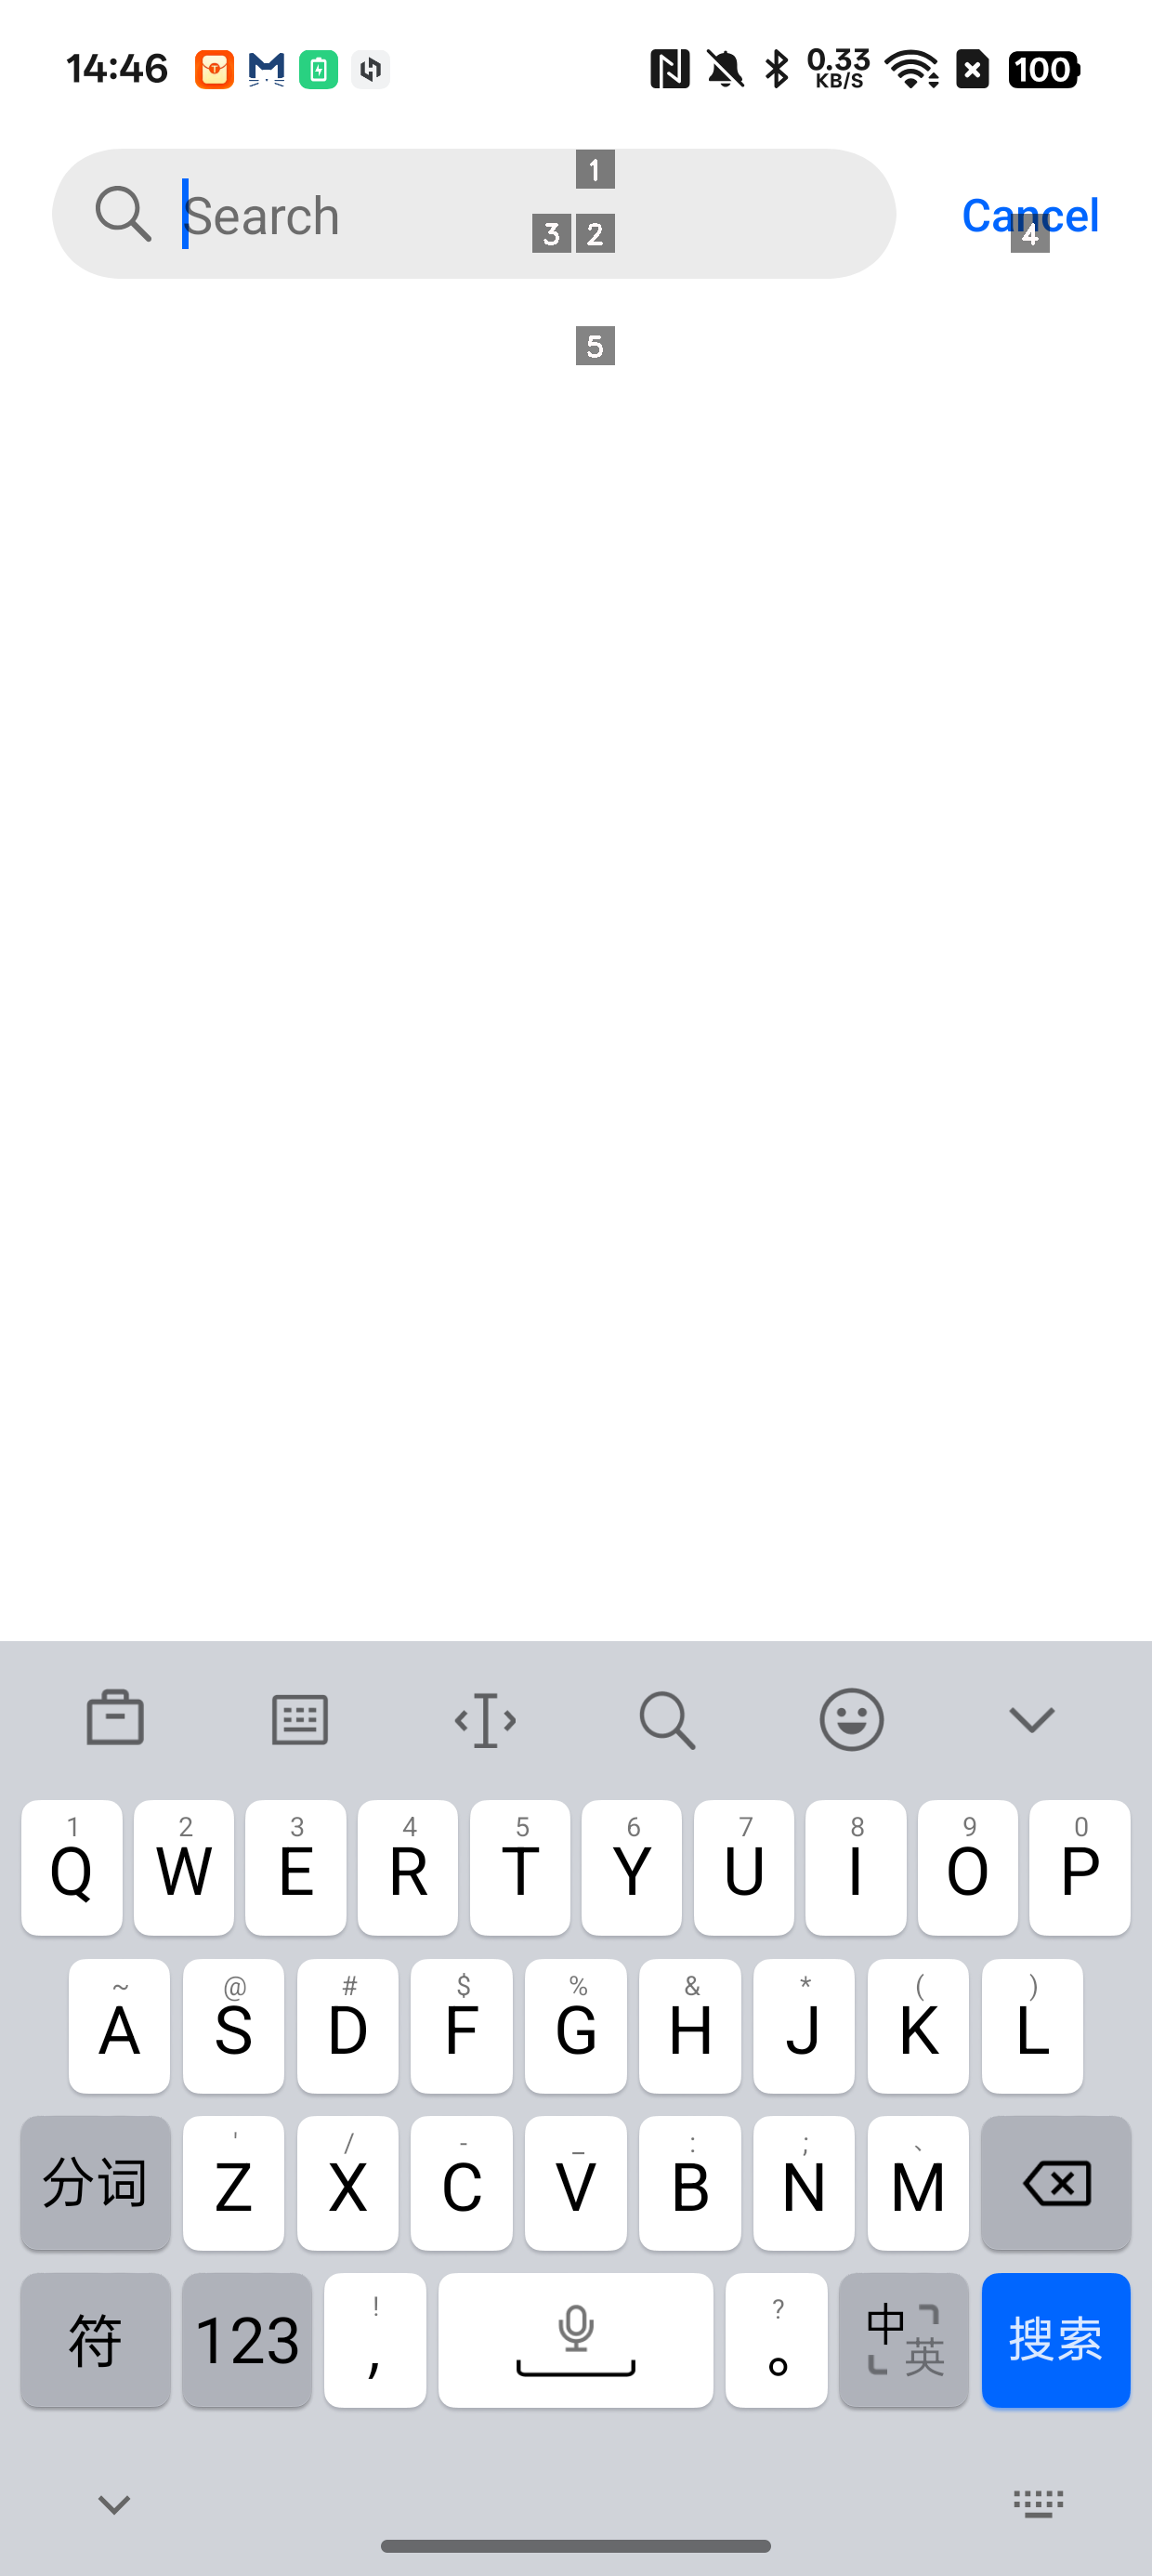 14:46 0.33 KB/S 100
1
Search 3 2 Cancel 4
5
1 2 3 4 5 6 7 8 9 0
Q W E R T Y U I O P
~ @ # $ % & * ( )
A S D F G H J K L
' / - _ : ; 、
分词 Z X C V B N M
! ?
符 123 , 。 中 英 搜索